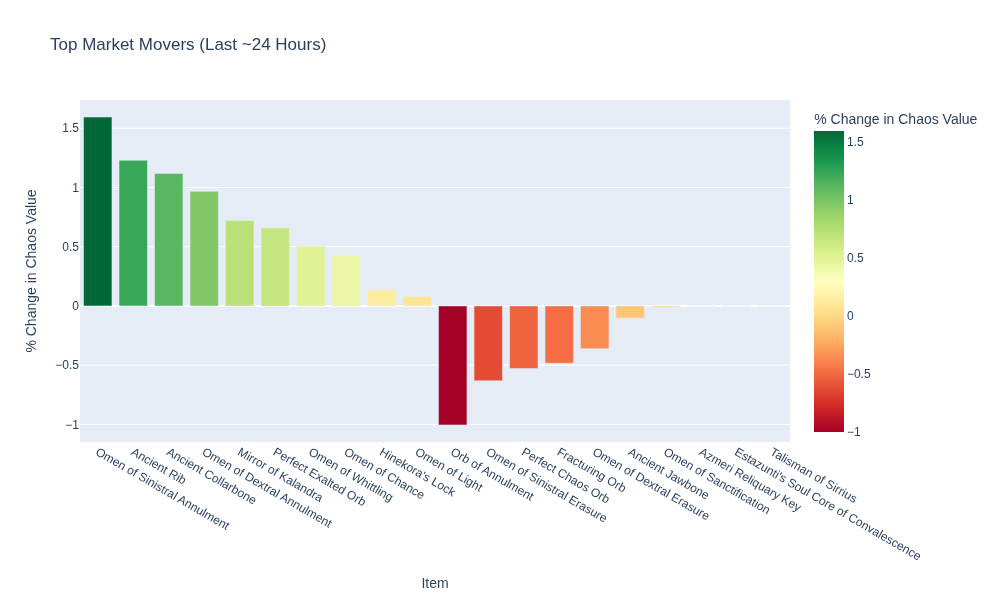 Top Market Movers (Last ~24 Hours)
% Change in Chaos Value
1.5
1
0.5
0
−0.5
−1
Omen of Sinistral Annulment
Ancient Rib
Ancient Collarbone
Omen of Dextral Annulment
Mirror of Kalandra
Perfect Exalted Orb
Omen of Whittling
Omen of Chance
Hinekora's Lock
Omen of Light
Orb of Annulment
Omen of Sinistral Erasure
Perfect Chaos Orb
Fracturing Orb
Omen of Dextral Erasure
Ancient Jawbone
Omen of Sanctification
Azmeri Reliquary Key
Estazunti's Soul Core of Convalescence
Talisman of Sirrius
Item
% Change in Chaos Value
1.5
1
0.5
0
−0.5
−1